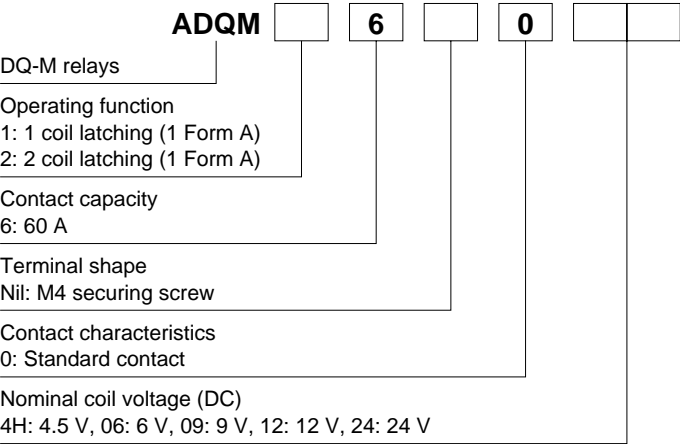 ADQM 6 0
DQ-M relays
Operating function
1: 1 coil latching (1 Form A)
2: 2 coil latching (1 Form A)
Contact capacity
6: 60 A
Terminal shape
Nil: M4 securing screw
Contact characteristics
0: Standard contact
Nominal coil voltage (DC)
4H: 4.5 V, 06: 6 V, 09: 9 V, 12: 12 V, 24: 24 V